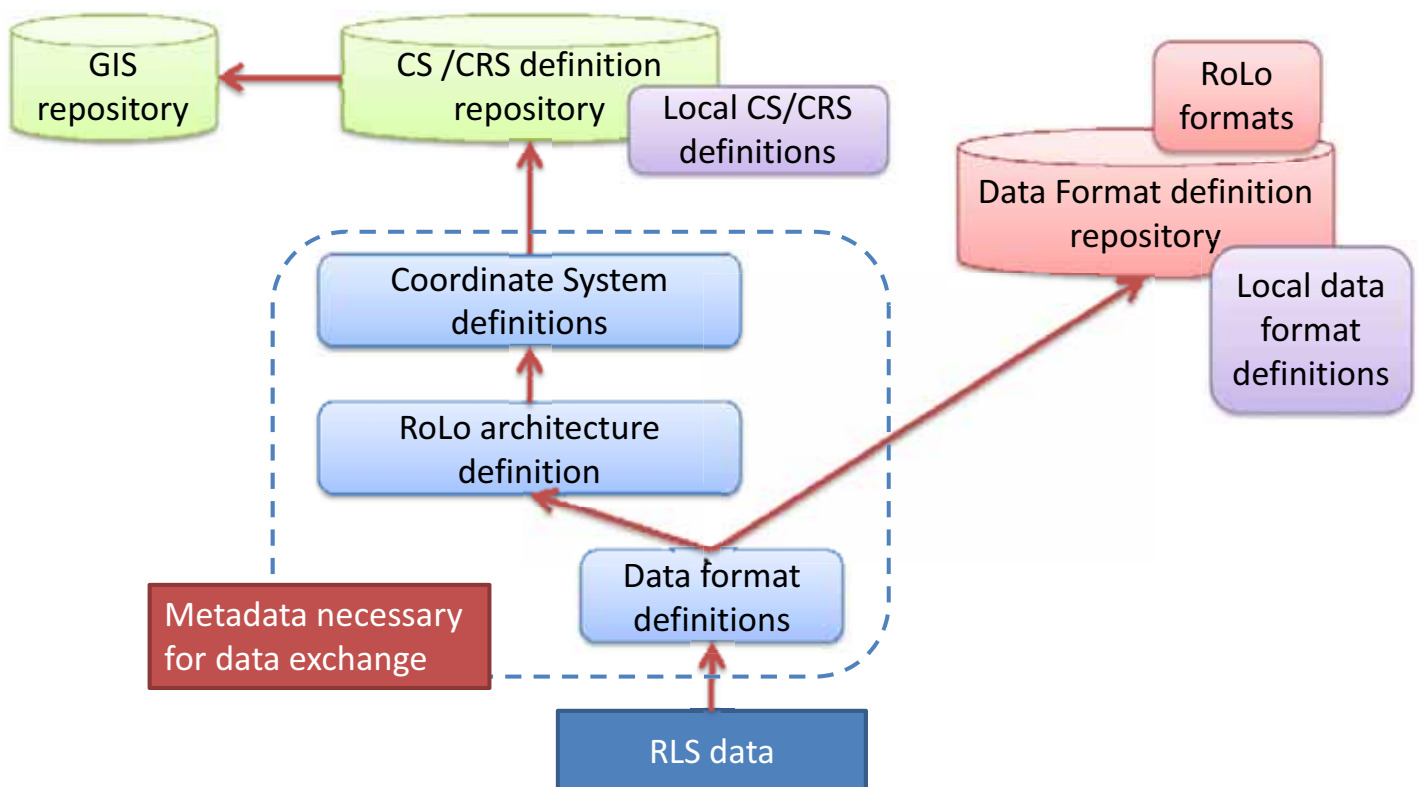 GIS
repository
CS /CRS definition
repository
Local CS/CRS
definitions
RoLo
formats
Data Format definition
repository
Local data
format
definitions
Coordinate System
definitions
RoLo architecture
definition
Data format
definitions
Metadata necessary
for data exchange
RLS data